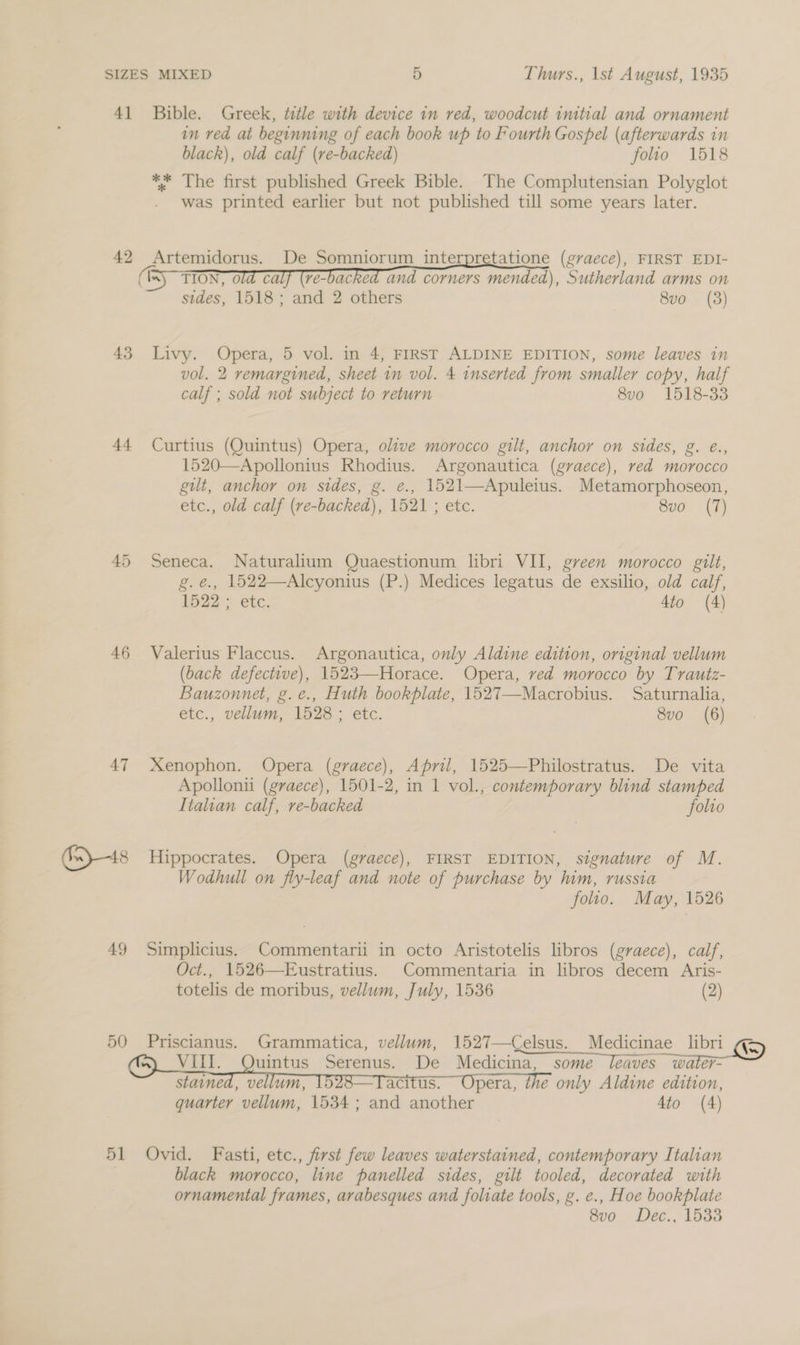 SIZES MIXED 5 Thurs., 1st August, 1935
41 Bible. Greek, title with device in red, woodcut initial and ornament
in red at beginning of each book up to Fourth Gospel (afterwards in
black), old calf (re-backed) folio 1518
*** The first published Greek Bible. The Complutensian Polyglot
was printed earlier but not published till some years later.
42 Artemidorus. De Somniorum interpretatione (graece), FIRST EDI-
TION, old calf (re-backed and corners mended), Sutherland arms on
sides, 1518; and 2 others 8vo (3)
43 Livy. Opera, 5 vol. in 4, FIRST ALDINE EDITION, some leaves in
vol. 2 remargined, sheet in vol. 4 inserted from smaller copy, half
calf; sold not subject to return 8vo 1518-33
44 Curtius (Quintus) Opera, olive morocco gilt, anchor on sides, g. e.,
1520—Apollonius Rhodius. Argonautica (graece), red morocco
gilt, anchor on sides, g. e., 1521—Apuleius. Metamorphoseon,
etc., old calf (re-backed), 1521; etc. 8vo (7)
45 Seneca. Naturalium Quaestionum libri VII, green morocco gilt,
g. e., 1522—Alcyonius (P.) Medices legatus de exsilio, old calf,
1522; etc. 4to (4)
46 Valerius Flaccus. Argonautica, only Aldine edition, original vellum
(back defective), 1523—Horace. Opera, red morocco by Trautz-
Bauzonnet, g. e., Huth bookplate, 1527—Macrobius. Saturnalia,
etc., vellum, 1528; etc. 8vo (6)
47 Xenophon. Opera (graece), April, 1525—Philostratus. De vita
Apollonii (graece), 1501-2, in 1 vol., contemporary blind stamped
Italian calf, re-backed folio
48 Hippocrates. Opera (graece), FIRST EDITION, signature of M.
Wodhull on fly-leaf and note of purchase by him, russia
folio. May, 1526
49 Simplicius. Commentarii in octo Aristotelis libros (graece), calf,
Oct., 1526—Eustratius. Commentaria in libros decem Aris-
totelis de moribus, vellum, July, 1536 (2)
50 Priscianus. Grammatica, vellum, 1527—Celsus. Medicinae libri
VIII. Quintus Serenus. De Medicina, some leaves water-
stained, vellum, 1528—Tacitus. Opera, the only Aldine edition,
quarter vellum, 1534; and another 4to (4)
51 Ovid. Fasti, etc., first few leaves waterstained, contemporary Italian
black morocco, line panelled sides, gilt tooled, decorated with
ornamental frames, arabesques and foliate tools, g. e., Hoe bookplate
8vo Dec., 1533